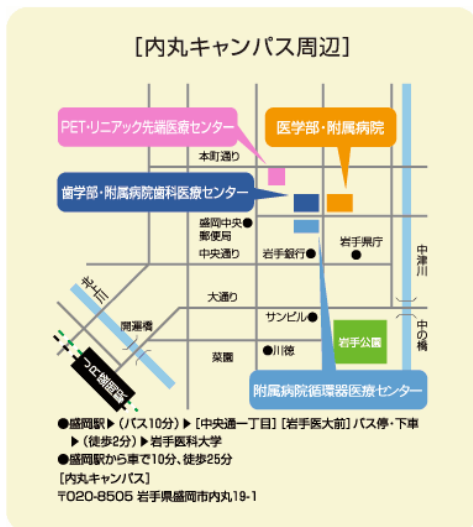 [内丸キャンパス周辺]
PET・リニアック先端医療センター
医学部・附属病院
本町通り
歯学部・附属病院歯科医療センター
盛岡中央
郵便局
岩手県庁
中央通り
岩手銀行
中津川
北上川
大通り
サンビル
中の橋
開運橋
岩手公園
菜園
川徳
JR盛岡駅
附属病院循環器医療センター
●盛岡駅▶(バス10分)▶[中央通一丁目][岩手医大前]バス停・下車
▶(徒歩2分)▶岩手医科大学
●盛岡駅から車で10分、徒歩25分
[内丸キャンパス]
〒020-8505 岩手県盛岡市内丸19-1